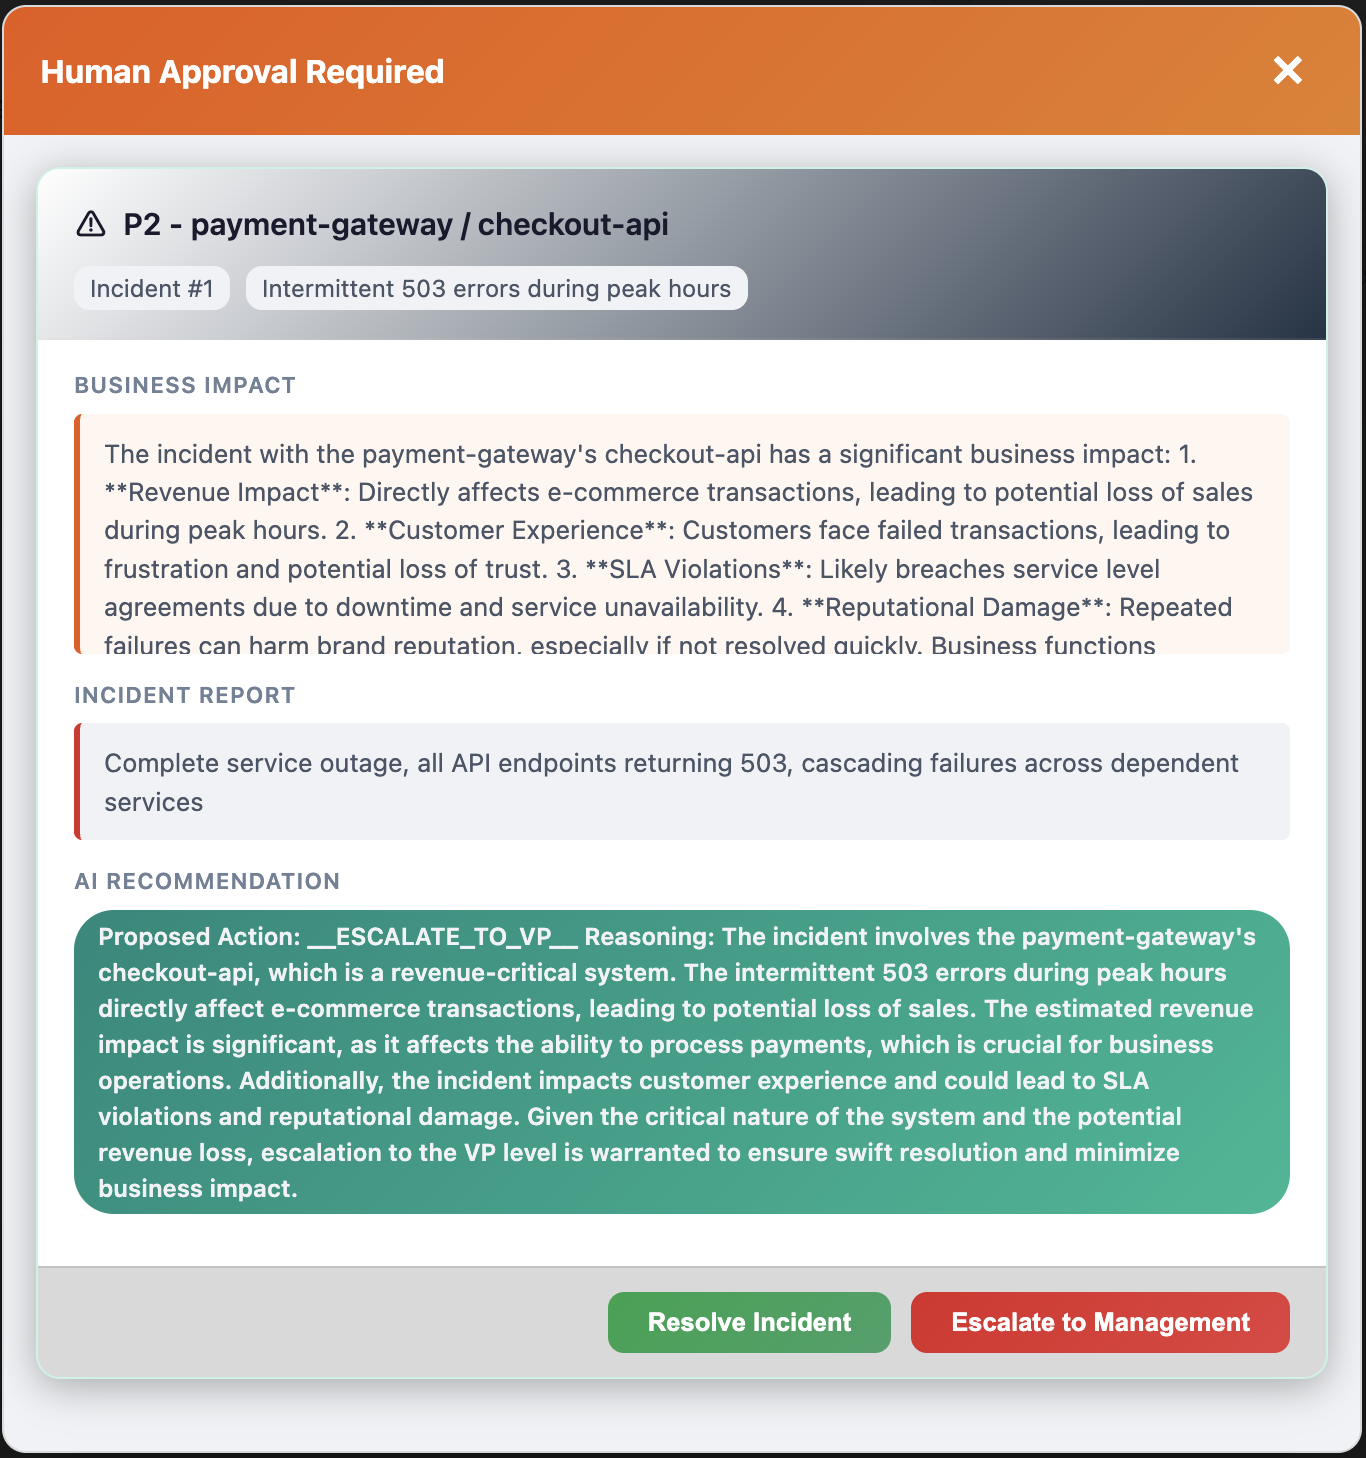 Human Approval Required
P2 - payment-gateway / checkout-api
Incident #1
Intermittent 503 errors during peak hours
BUSINESS IMPACT
The incident with the payment-gateway's checkout-api has a significant business impact: 1.
**Revenue Impact**: Directly affects e-commerce transactions, leading to potential loss of sales
during peak hours. 2. **Customer Experience**: Customers face failed transactions, leading to
frustration and potential loss of trust. 3. **SLA Violations**: Likely breaches service level
agreements due to downtime and service unavailability. 4. **Reputational Damage**: Repeated
failures can harm brand reputation, especially if not resolved quickly. Business functions
INCIDENT REPORT
Complete service outage, all API endpoints returning 503, cascading failures across dependent
services
AI RECOMMENDATION
Proposed Action: __ESCALATE_TO_VP__ Reasoning: The incident involves the payment-gateway's
checkout-api, which is a revenue-critical system. The intermittent 503 errors during peak hours
directly affect e-commerce transactions, leading to potential loss of sales. The estimated revenue
impact is significant, as it affects the ability to process payments, which is crucial for business
operations. Additionally, the incident impacts customer experience and could lead to SLA
violations and reputational damage. Given the critical nature of the system and the potential
revenue loss, escalation to the VP level is warranted to ensure swift resolution and minimize
business impact.
Resolve Incident
Escalate to Management